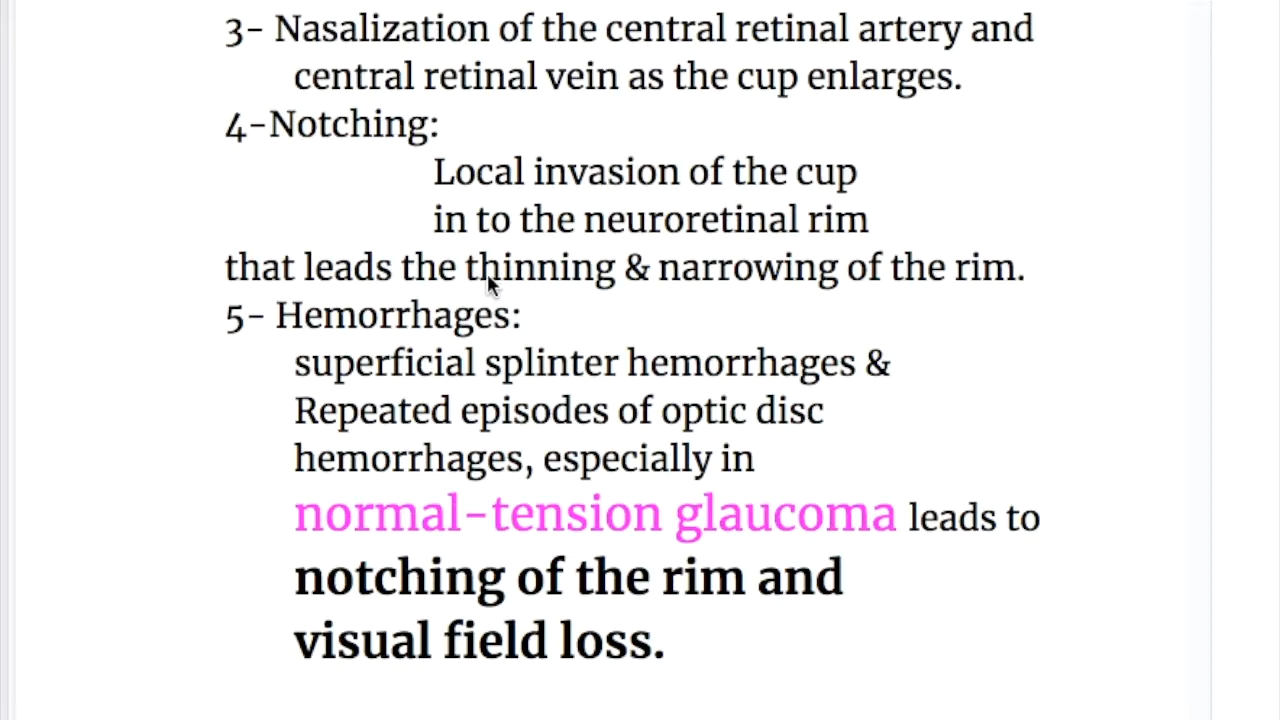 3- Nasalization of the central retinal artery and
central retinal vein as the cup enlarges.
4-Notching:
Local invasion of the cup
in to the neuroretinal rim
that leads the thinning & narrowing of the rim.
5- Hemorrhages:
superficial splinter hemorrhages &
Repeated episodes of optic disc
hemorrhages, especially in
normal-tension glaucoma leads to
notching of the rim and
visual field loss.